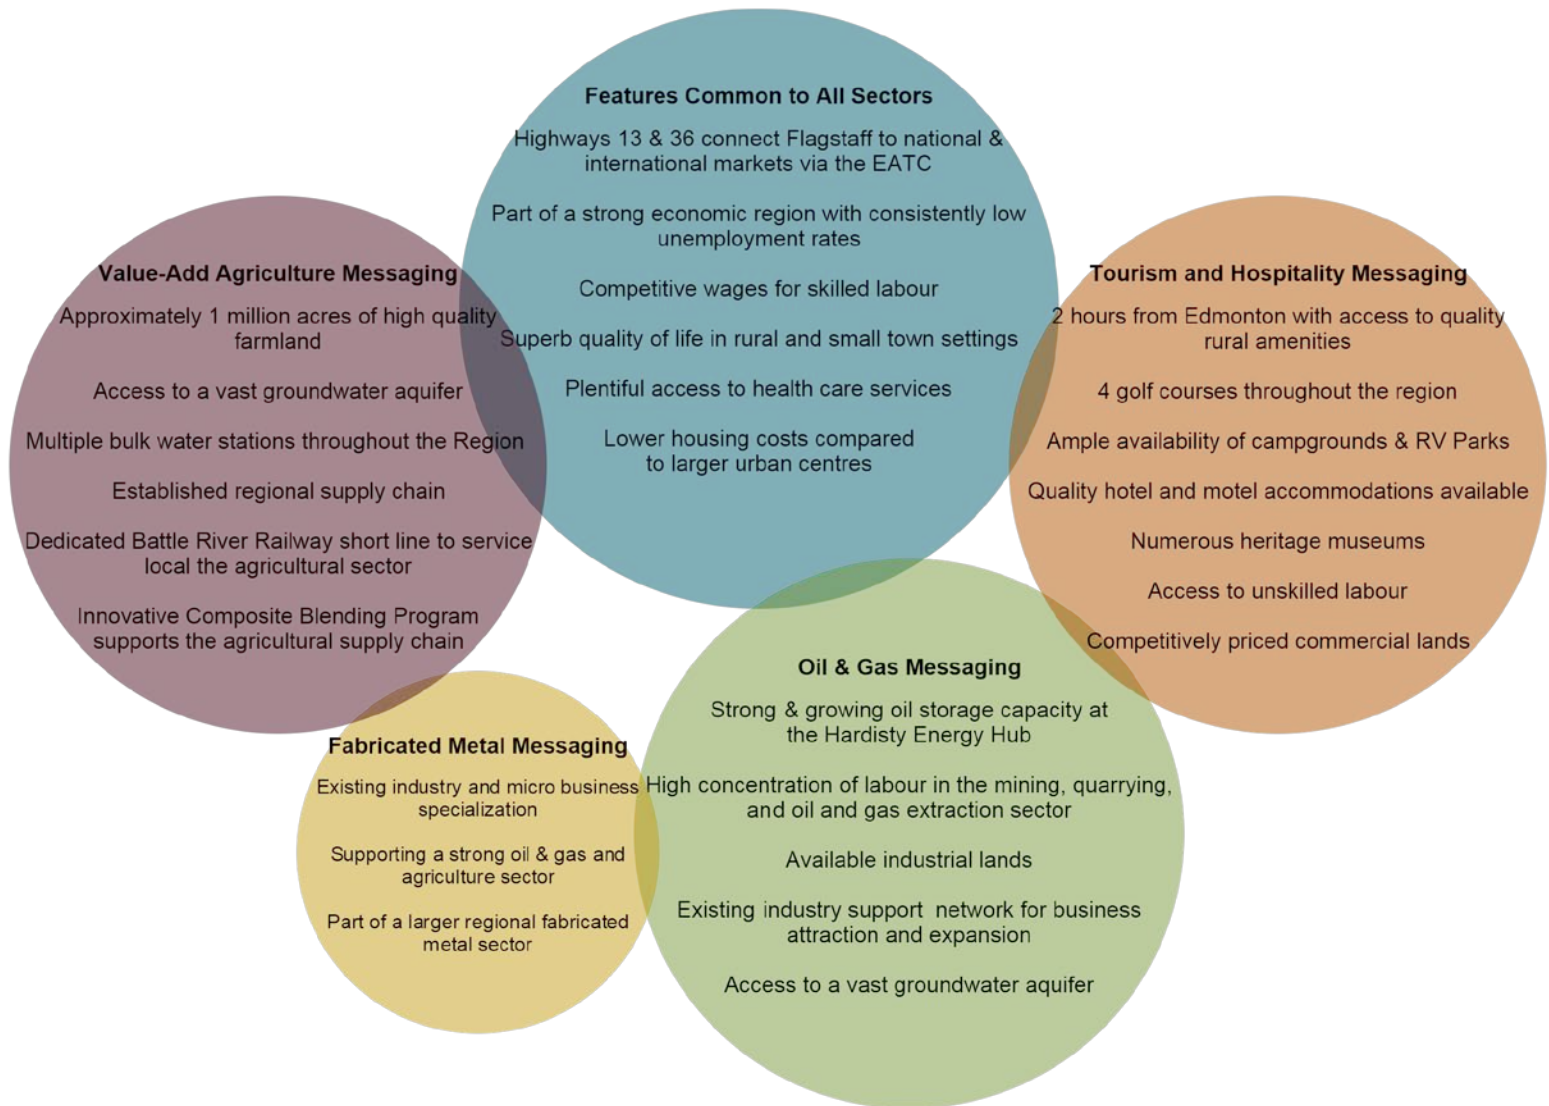 Features Common to All Sectors
Highways 13 & 36 connect Flagstaff to national &
international markets via the EATC
Part of a strong economic region with consistently low
unemployment rates
Competitive wages for skilled labour
Superb quality of life in rural and small town settings
Plentiful access to health care services
Lower housing costs compared
to larger urban centres
Value-Add Agriculture Messaging
Approximately 1 million acres of high quality
farmland
Access to a vast groundwater aquifer
Multiple bulk water stations throughout the Region
Established regional supply chain
Dedicated Battle River Railway short line to service
local the agricultural sector
Innovative Composite Blending Program
supports the agricultural supply chain
Tourism and Hospitality Messaging
2 hours from Edmonton with access to quality
rural amenities
4 golf courses throughout the region
Ample availability of campgrounds & RV Parks
Quality hotel and motel accommodations available
Numerous heritage museums
Access to unskilled labour
Competitively priced commercial lands
Fabricated Metal Messaging
Existing industry and micro business
specialization
Supporting a strong oil & gas and
agriculture sector
Part of a larger regional fabricated
metal sector
Oil & Gas Messaging
Strong & growing oil storage capacity at
the Hardisty Energy Hub
High concentration of labour in the mining, quarrying,
and oil and gas extraction sector
Available industrial lands
Existing industry support network for business
attraction and expansion
Access to a vast groundwater aquifer